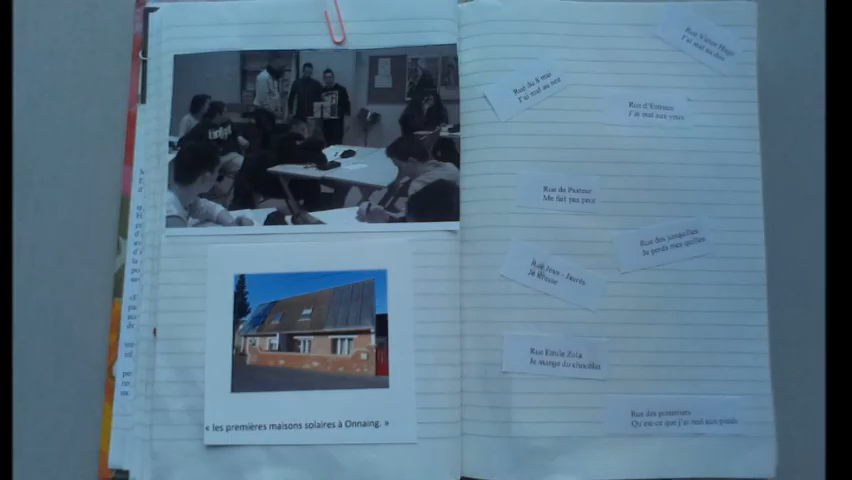 « les premières maisons solaires à Onnaing. »
Rue Victor Hugo
J'ai mal au dos
Rue du 8 mai
J'ai mal au nez
Rue d'Estreux
J'ai mal aux yeux
Rue de Pasteur
Me fait pas peur
Rue des jonquilles
Je perds mes quilles
Rue Jean - Jaurès
Je
Rue Emile Zola
Je mange du chocolat
Rue des
Qu'est-ce que j'ai mal aux pieds